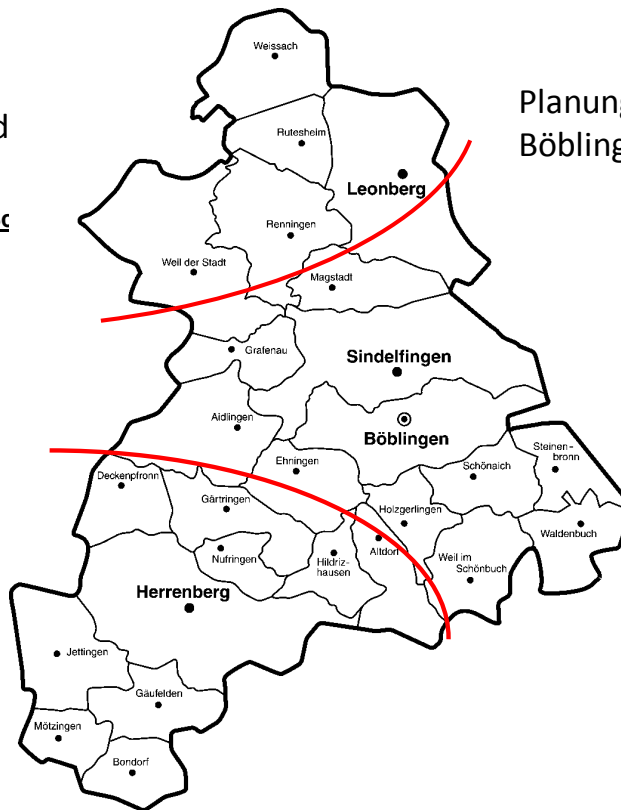 Weissach
Planung
Böbling
d
Rutesheim
Leonberg
Renningen
Weil der Stadt
Magstadt
Grafenau
Sindelfingen
Aidlingen
Böblingen
Steinen-
bronn
Ehningen
Schönaich
Deckenpfronn
Gärtringen
Holzgerlingen
Waldenbuch
Altdorf
Nufringen
Hildriz-
hausen
Weil im
Schönbuch
Herrenberg
Jettingen
Gäufelden
Mötzingen
Bondorf